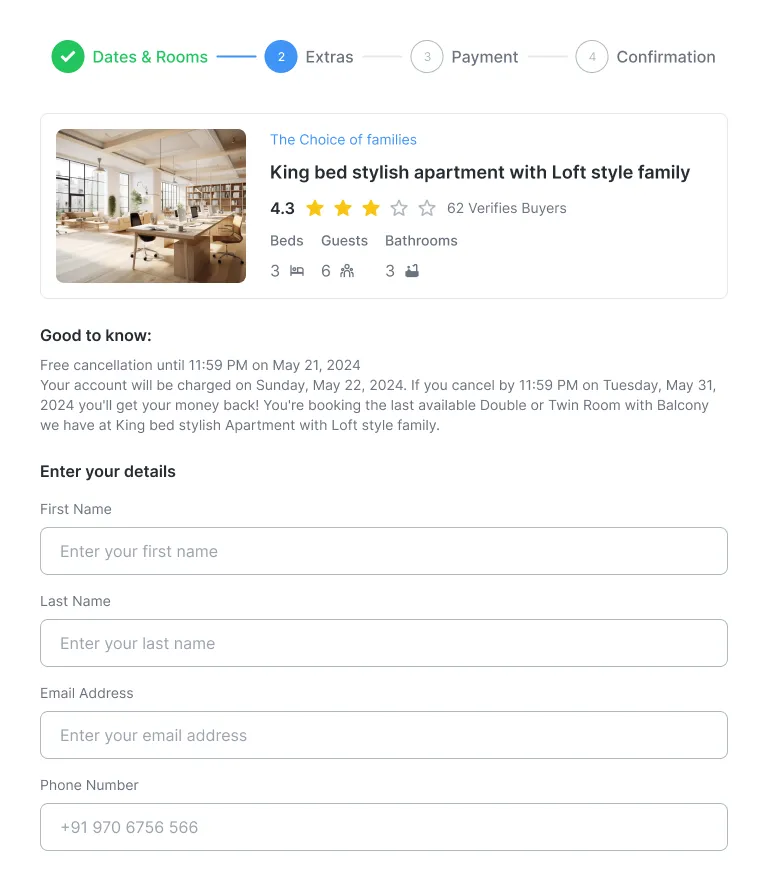 Dates & Rooms
2 Extras
3 Payment
4 Confirmation
The Choice of families
King bed stylish apartment with Loft style family
4.3 62 Verifies Buyers
Beds Guests Bathrooms
3 6 3
Good to know:
Free cancellation until 11:59 PM on May 21, 2024
Your account will be charged on Sunday, May 22, 2024. If you cancel by 11:59 PM on Tuesday, May 31,
2024 you'll get your money back! You're booking the last available Double or Twin Room with Balcony
we have at King bed stylish Apartment with Loft style family.
Enter your details
First Name
Enter your first name
Last Name
Enter your last name
Email Address
Enter your email address
Phone Number
+91 970 6756 566